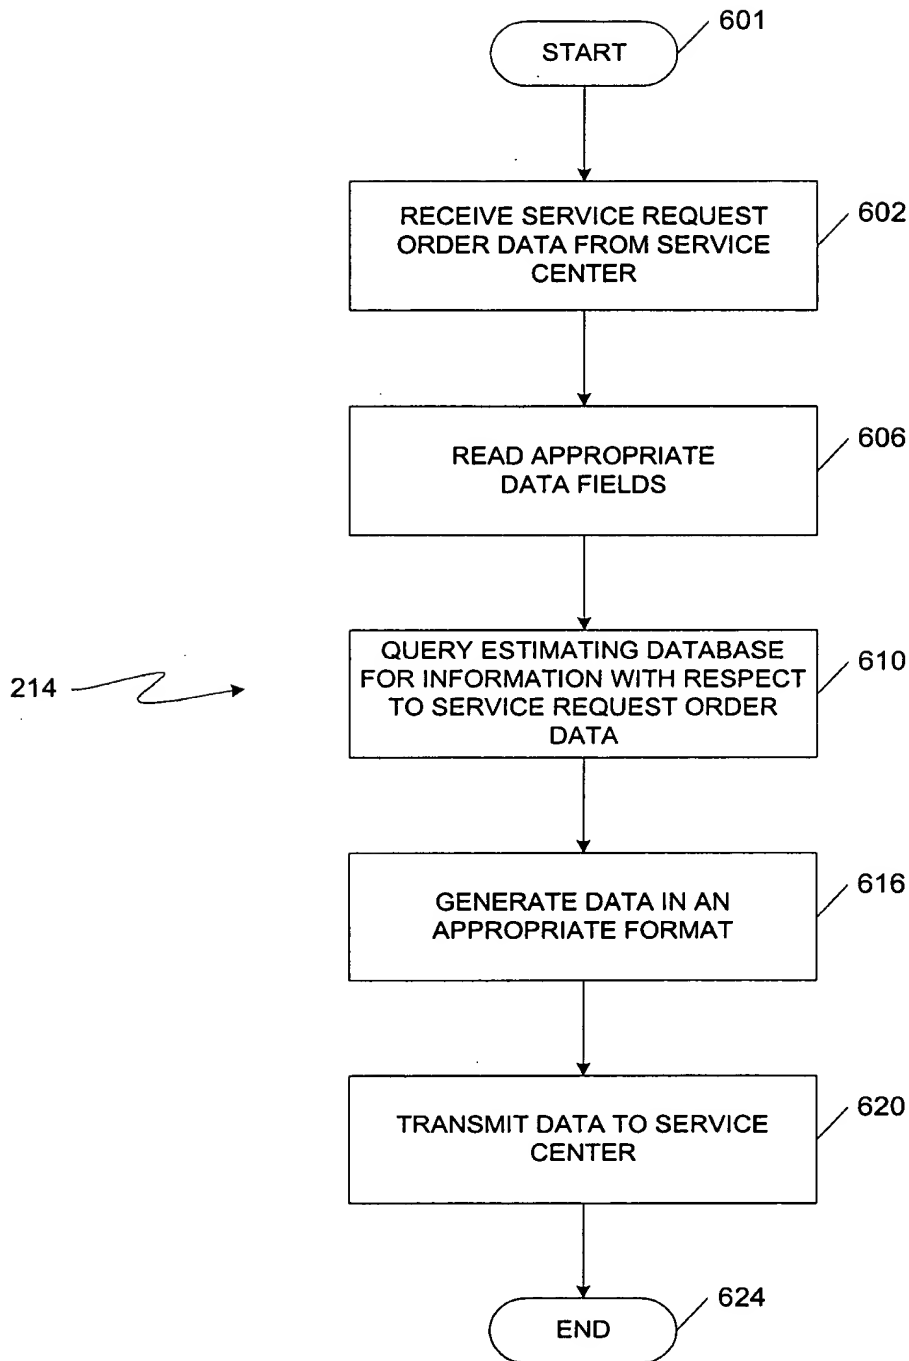 601
START
602
RECEIVE SERVICE REQUEST
ORDER DATA FROM SERVICE
CENTER
606
READ APPROPRIATE
DATA FIELDS
214
610
QUERY ESTIMATING DATABASE
FOR INFORMATION WITH RESPECT
TO SERVICE REQUEST ORDER
DATA
616
GENERATE DATA IN AN
APPROPRIATE FORMAT
620
TRANSMIT DATA TO SERVICE
CENTER
624
END